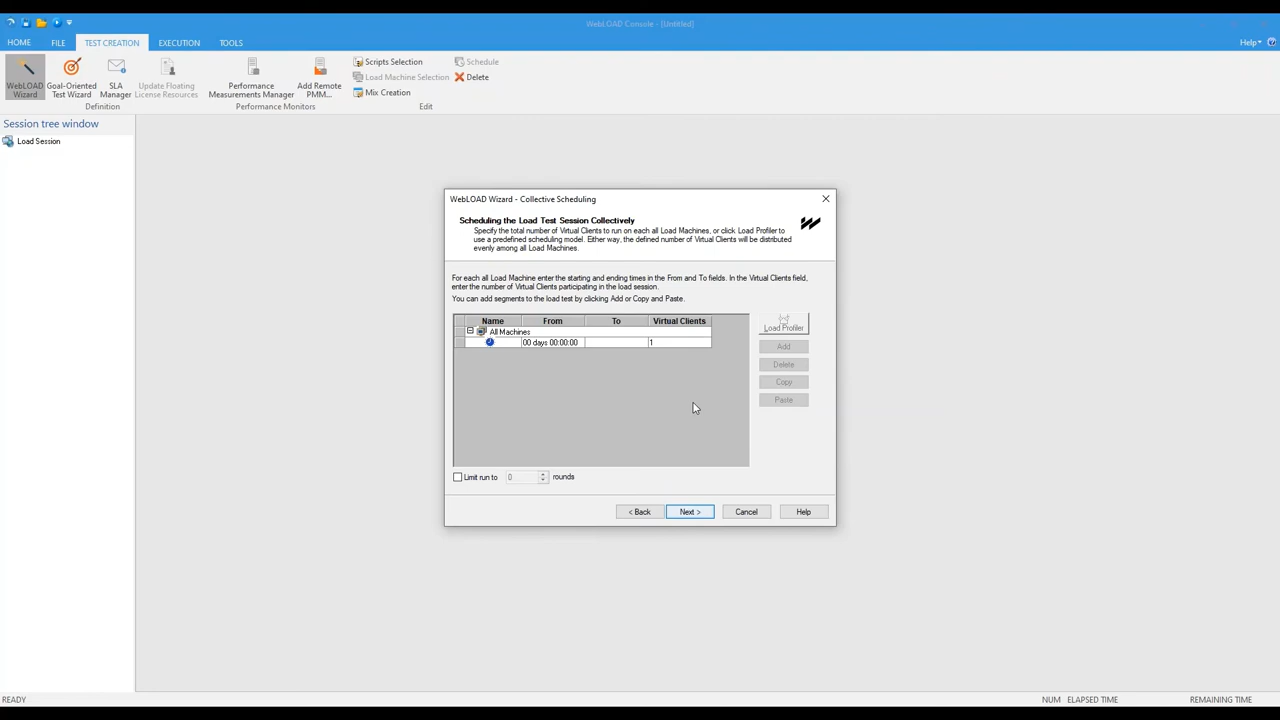 WebLOAD Console - [Untitled]
HOME FILE TEST CREATION EXECUTION TOOLS Help
WebLOAD Wizard
Goal-Oriented Test Wizard
SLA Manager
Update Floating License Resources
Definition
Performance Measurements Manager
Add Remote PMM...
Performance Monitors
Scripts Selection
Load Machine Selection
Mix Creation
Schedule
Delete
Edit
Session tree window
Load Session
WebLOAD Wizard - Collective Scheduling
Scheduling the Load Test Session Collectively
Specify the total number of Virtual Clients to run on each all Load Machines, or click Load Profiler to
use a predefined scheduling model. Either way, the defined number of Virtual Clients will be distributed
evenly among all Load Machines.
For each all Load Machine enter the starting and ending times in the From and To fields. In the Virtual Clients field,
enter the number of Virtual Clients participating in the load session.
You can add segments to the load test by clicking Add or Copy and Paste.
Name From To Virtual Clients
All Machines
00 days 00:00:00 1
Load Profiler
Add
Delete
Copy
Paste
Limit run to 0 rounds
< Back Next > Cancel Help
READY NUM ELAPSED TIME REMAINING TIME